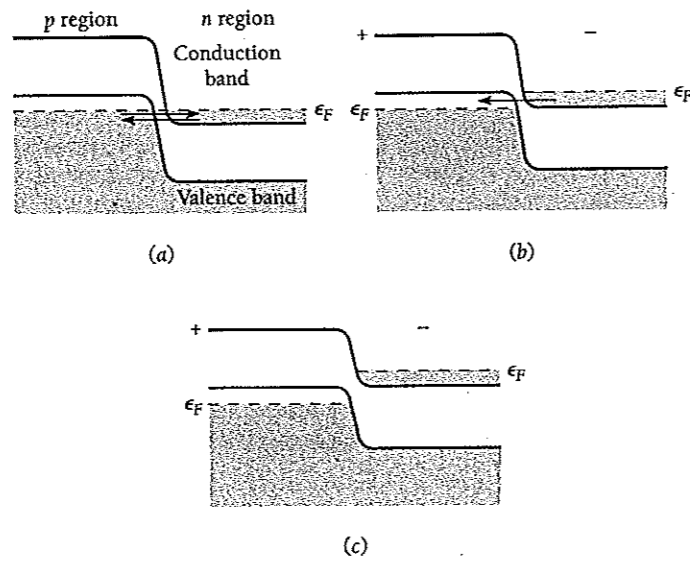 p region n region
Conduction
band
ϵF
Valence band
(a)
+ −
ϵF ϵF
(b)
+ −
ϵF
ϵF
(c)